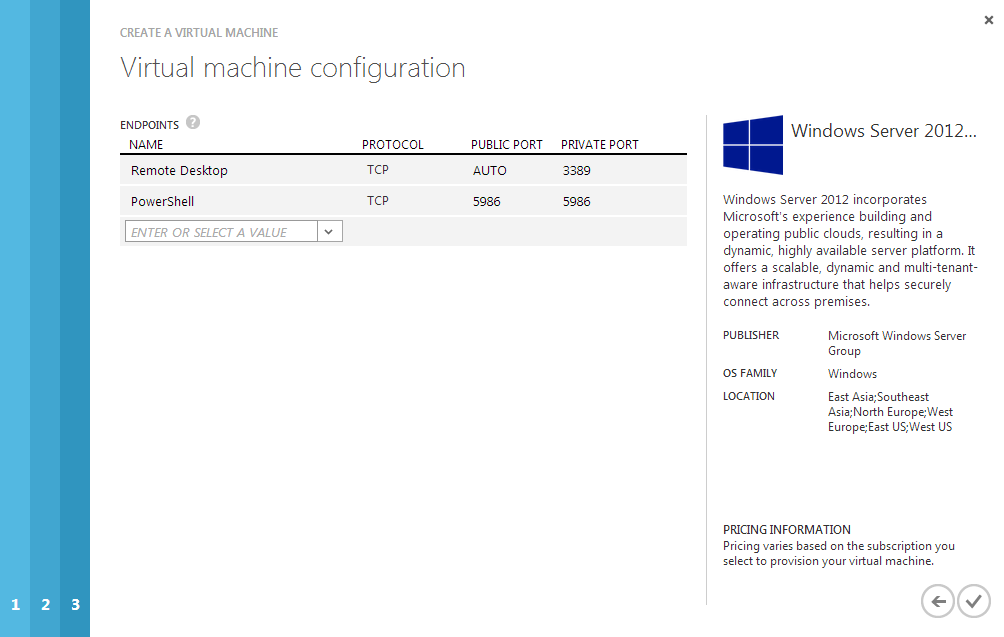 ×
CREATE A VIRTUAL MACHINE
Virtual machine configuration
ENDPOINTS ?
NAME PROTOCOL PUBLIC PORT PRIVATE PORT
Remote Desktop TCP AUTO 3389
PowerShell TCP 5986 5986
ENTER OR SELECT A VALUE
Windows Server 2012...
Windows Server 2012 incorporates
Microsoft's experience building and
operating public clouds, resulting in a
dynamic, highly available server platform. It
offers a scalable, dynamic and multi-tenant-
aware infrastructure that helps securely
connect across premises.
PUBLISHER Microsoft Windows Server
Group
OS FAMILY Windows
LOCATION East Asia;Southeast
Asia;North Europe;West
Europe;East US;West US
PRICING INFORMATION
Pricing varies based on the subscription you
select to provision your virtual machine.
1 2 3